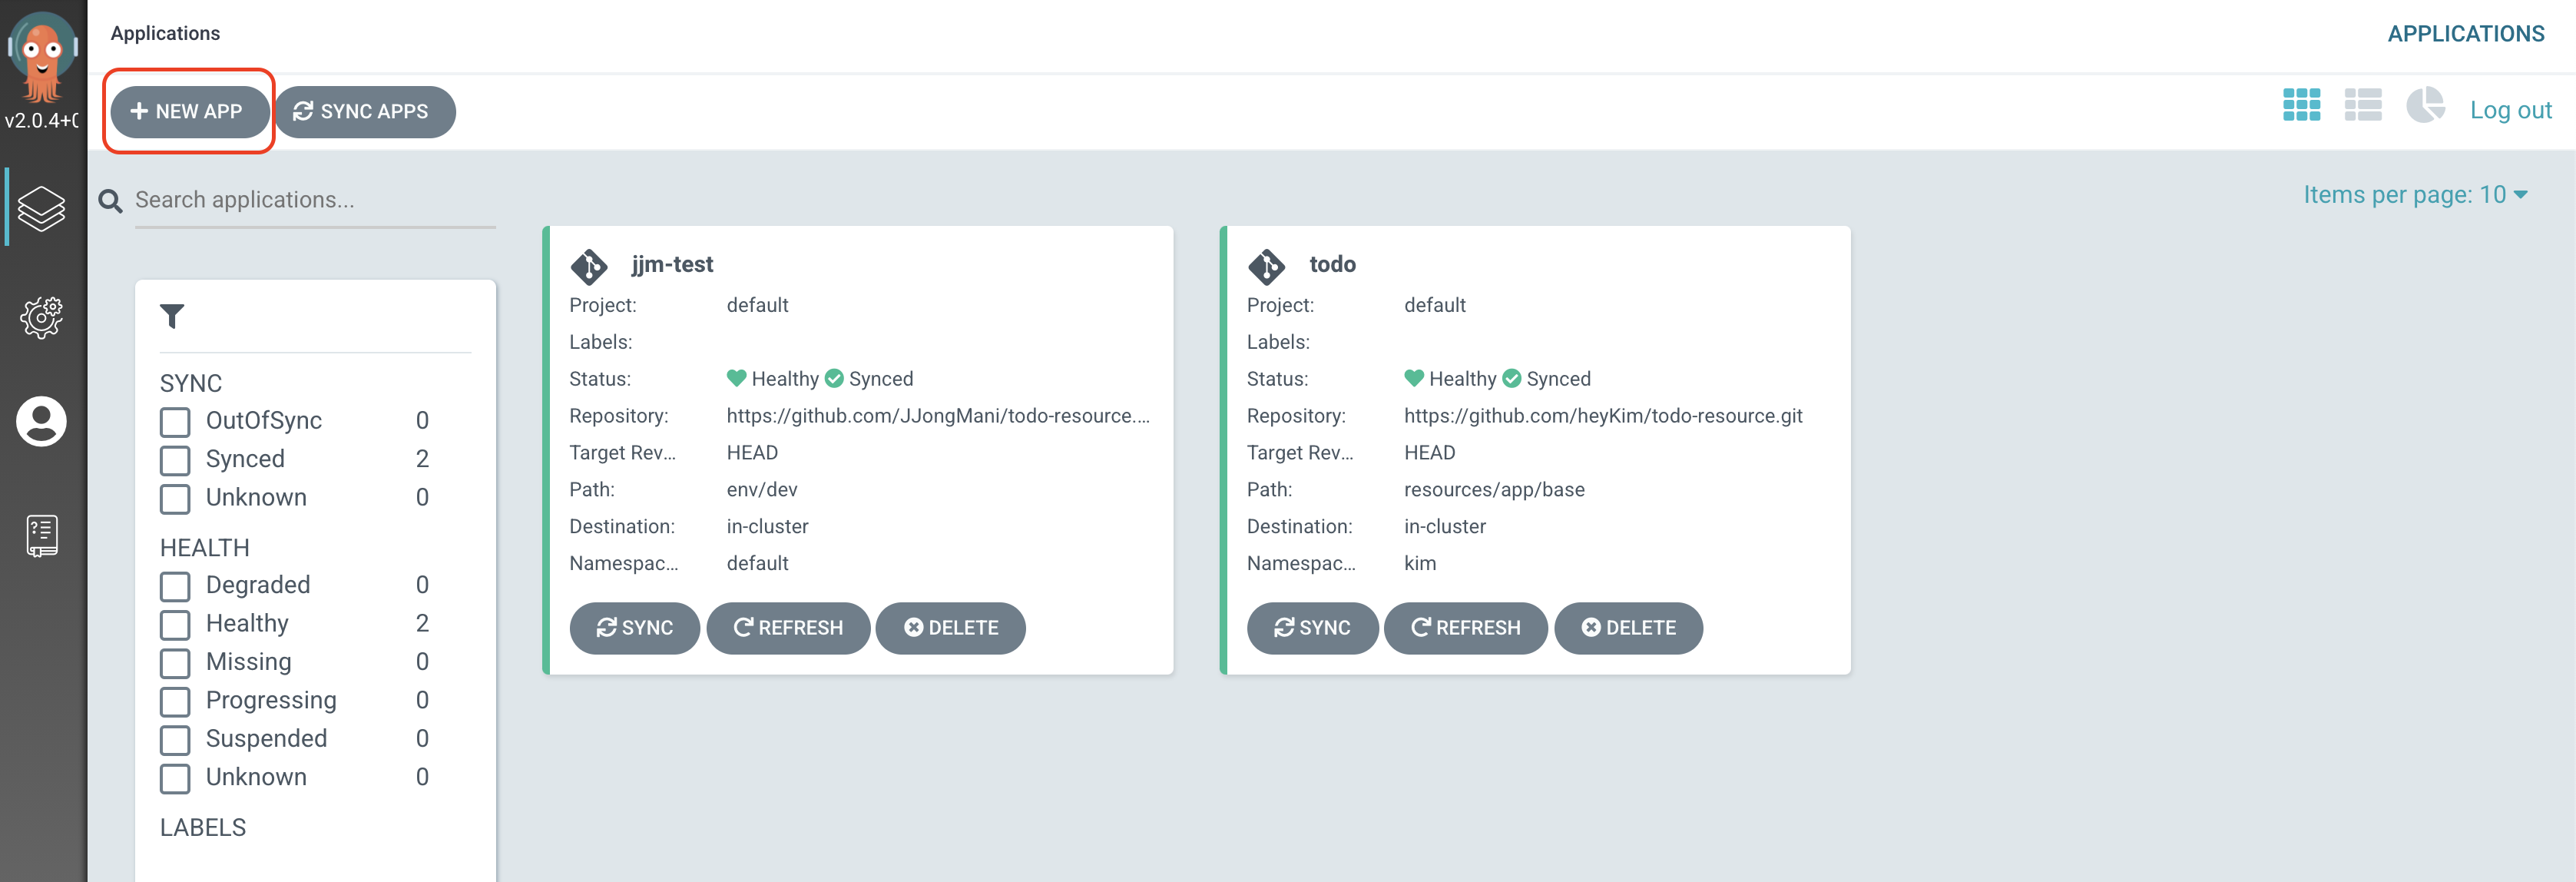 Applications
APPLICATIONS
v2.0.4+
NEW APP
SYNC APPS
Log out
Search applications...
Items per page: 10
SYNC
OutOfSync 0
Synced 2
Unknown 0
HEALTH
Degraded 0
Healthy 2
Missing 0
Progressing 0
Suspended 0
Unknown 0
LABELS
jjm-test
Project: default
Labels:
Status: Healthy Synced
Repository: https://github.com/JJongMani/todo-resource....
Target Rev... HEAD
Path: env/dev
Destination: in-cluster
Namespac... default
SYNC REFRESH DELETE
todo
Project: default
Labels:
Status: Healthy Synced
Repository: https://github.com/heyKim/todo-resource.git
Target Rev... HEAD
Path: resources/app/base
Destination: in-cluster
Namespac... kim
SYNC REFRESH DELETE